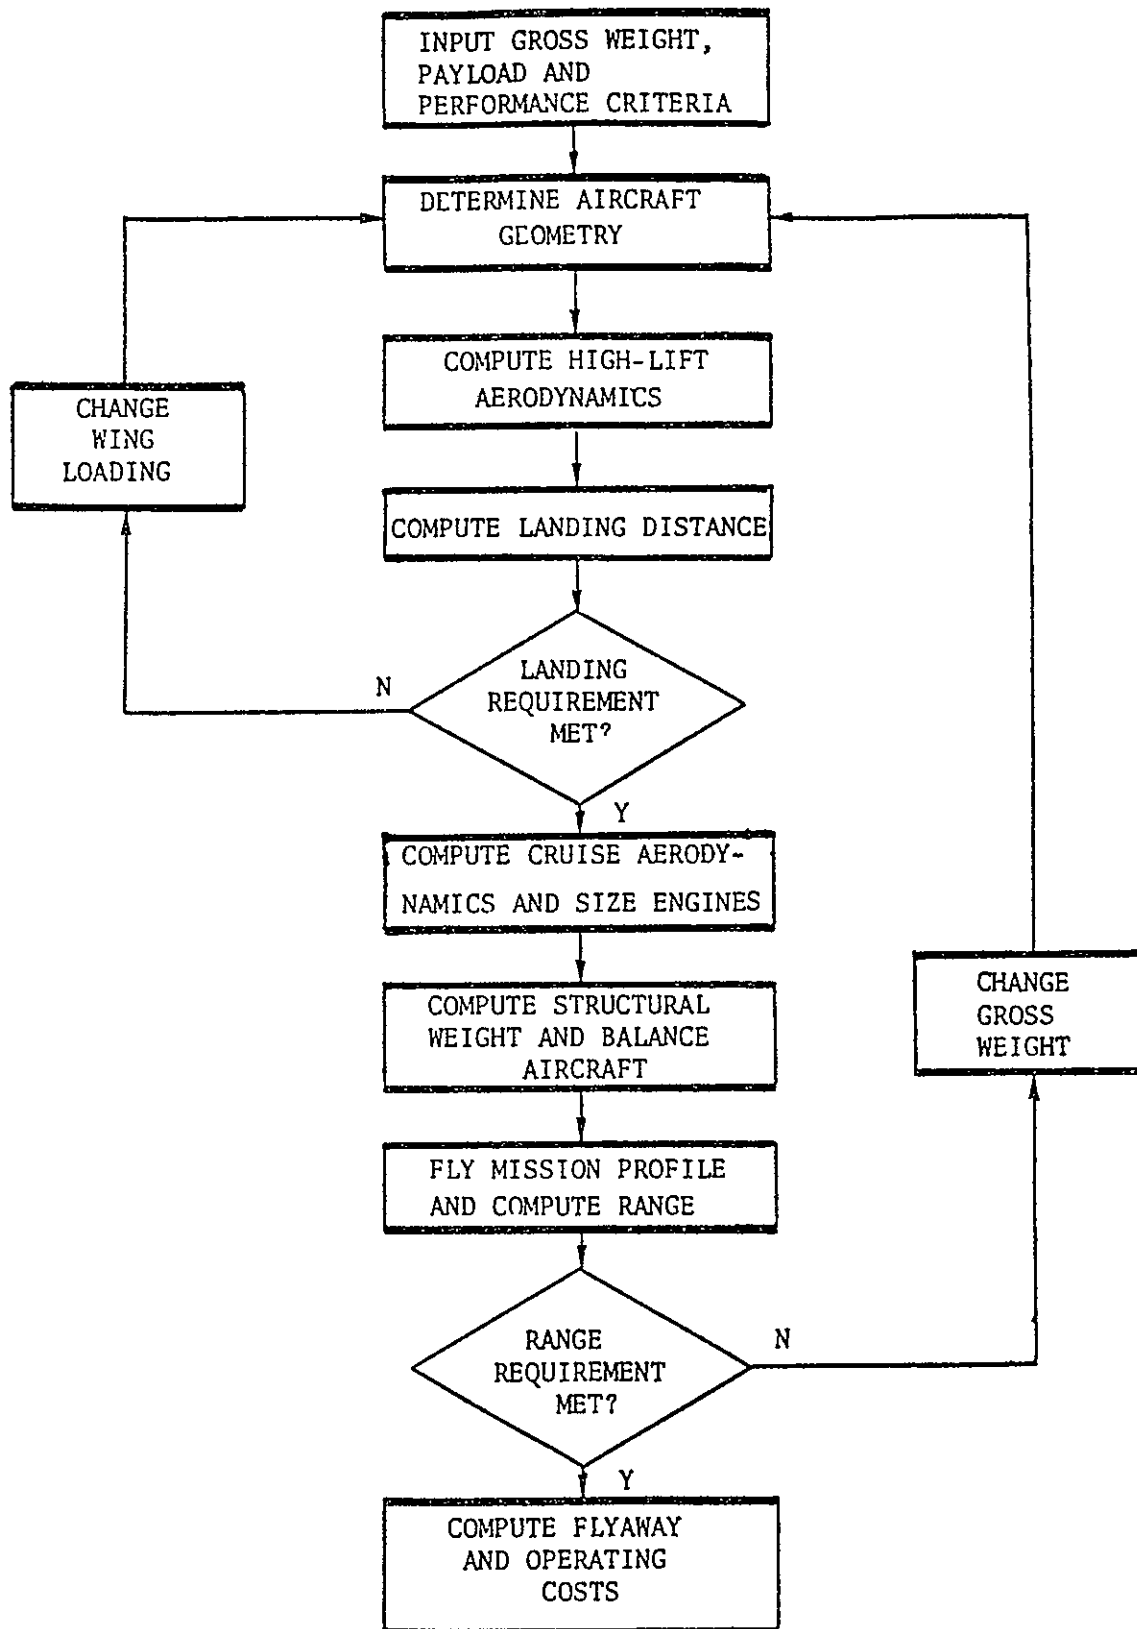 INPUT GROSS WEIGHT,
PAYLOAD AND
PERFORMANCE CRITERIA
DETERMINE AIRCRAFT
GEOMETRY
COMPUTE HIGH-LIFT
AERODYNAMICS
CHANGE
WING
LOADING
COMPUTE LANDING DISTANCE
LANDING
REQUIREMENT
MET?
N
Y
COMPUTE CRUISE AERODY-
NAMICS AND SIZE ENGINES
COMPUTE STRUCTURAL
WEIGHT AND BALANCE
AIRCRAFT
CHANGE
GROSS
WEIGHT
FLY MISSION PROFILE
AND COMPUTE RANGE
RANGE
REQUIREMENT
MET?
N
Y
COMPUTE FLYAWAY
AND OPERATING
COSTS